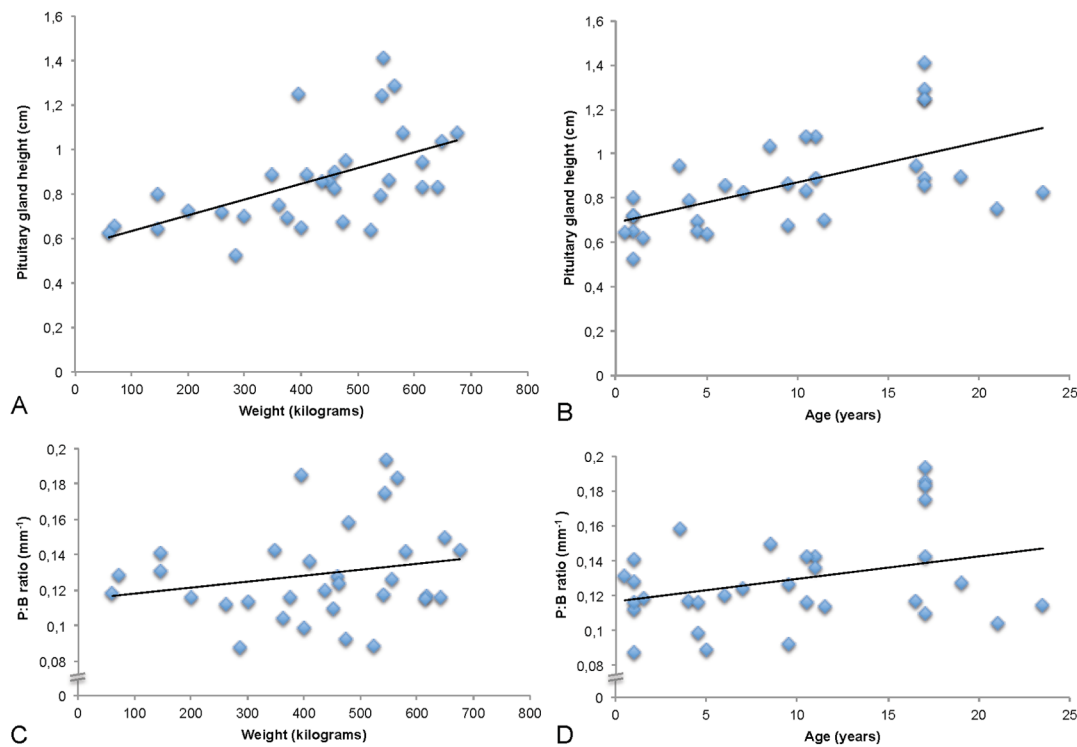 1,6
1,4
1,2
1
0,8
0,6
0,4
0,2
0
Pituitary gland height (cm)
0 100 200 300 400 500 600 700 800
Weight (kilograms)
A
1,6
1,4
1,2
1
0,8
0,6
0,4
0,2
0
Pituitary gland height (cm)
0 5 10 15 20 25
Age (years)
B
0,2
0,18
0,16
0,14
0,12
0,1
0,08
0
P:B ratio (mm⁻¹)
0 100 200 300 400 500 600 700 800
Weight (kilograms)
C
0,2
0,18
0,16
0,14
0,12
0,1
0,08
0
P:B ratio (mm⁻¹)
0 5 10 15 20 25
Age (years)
D